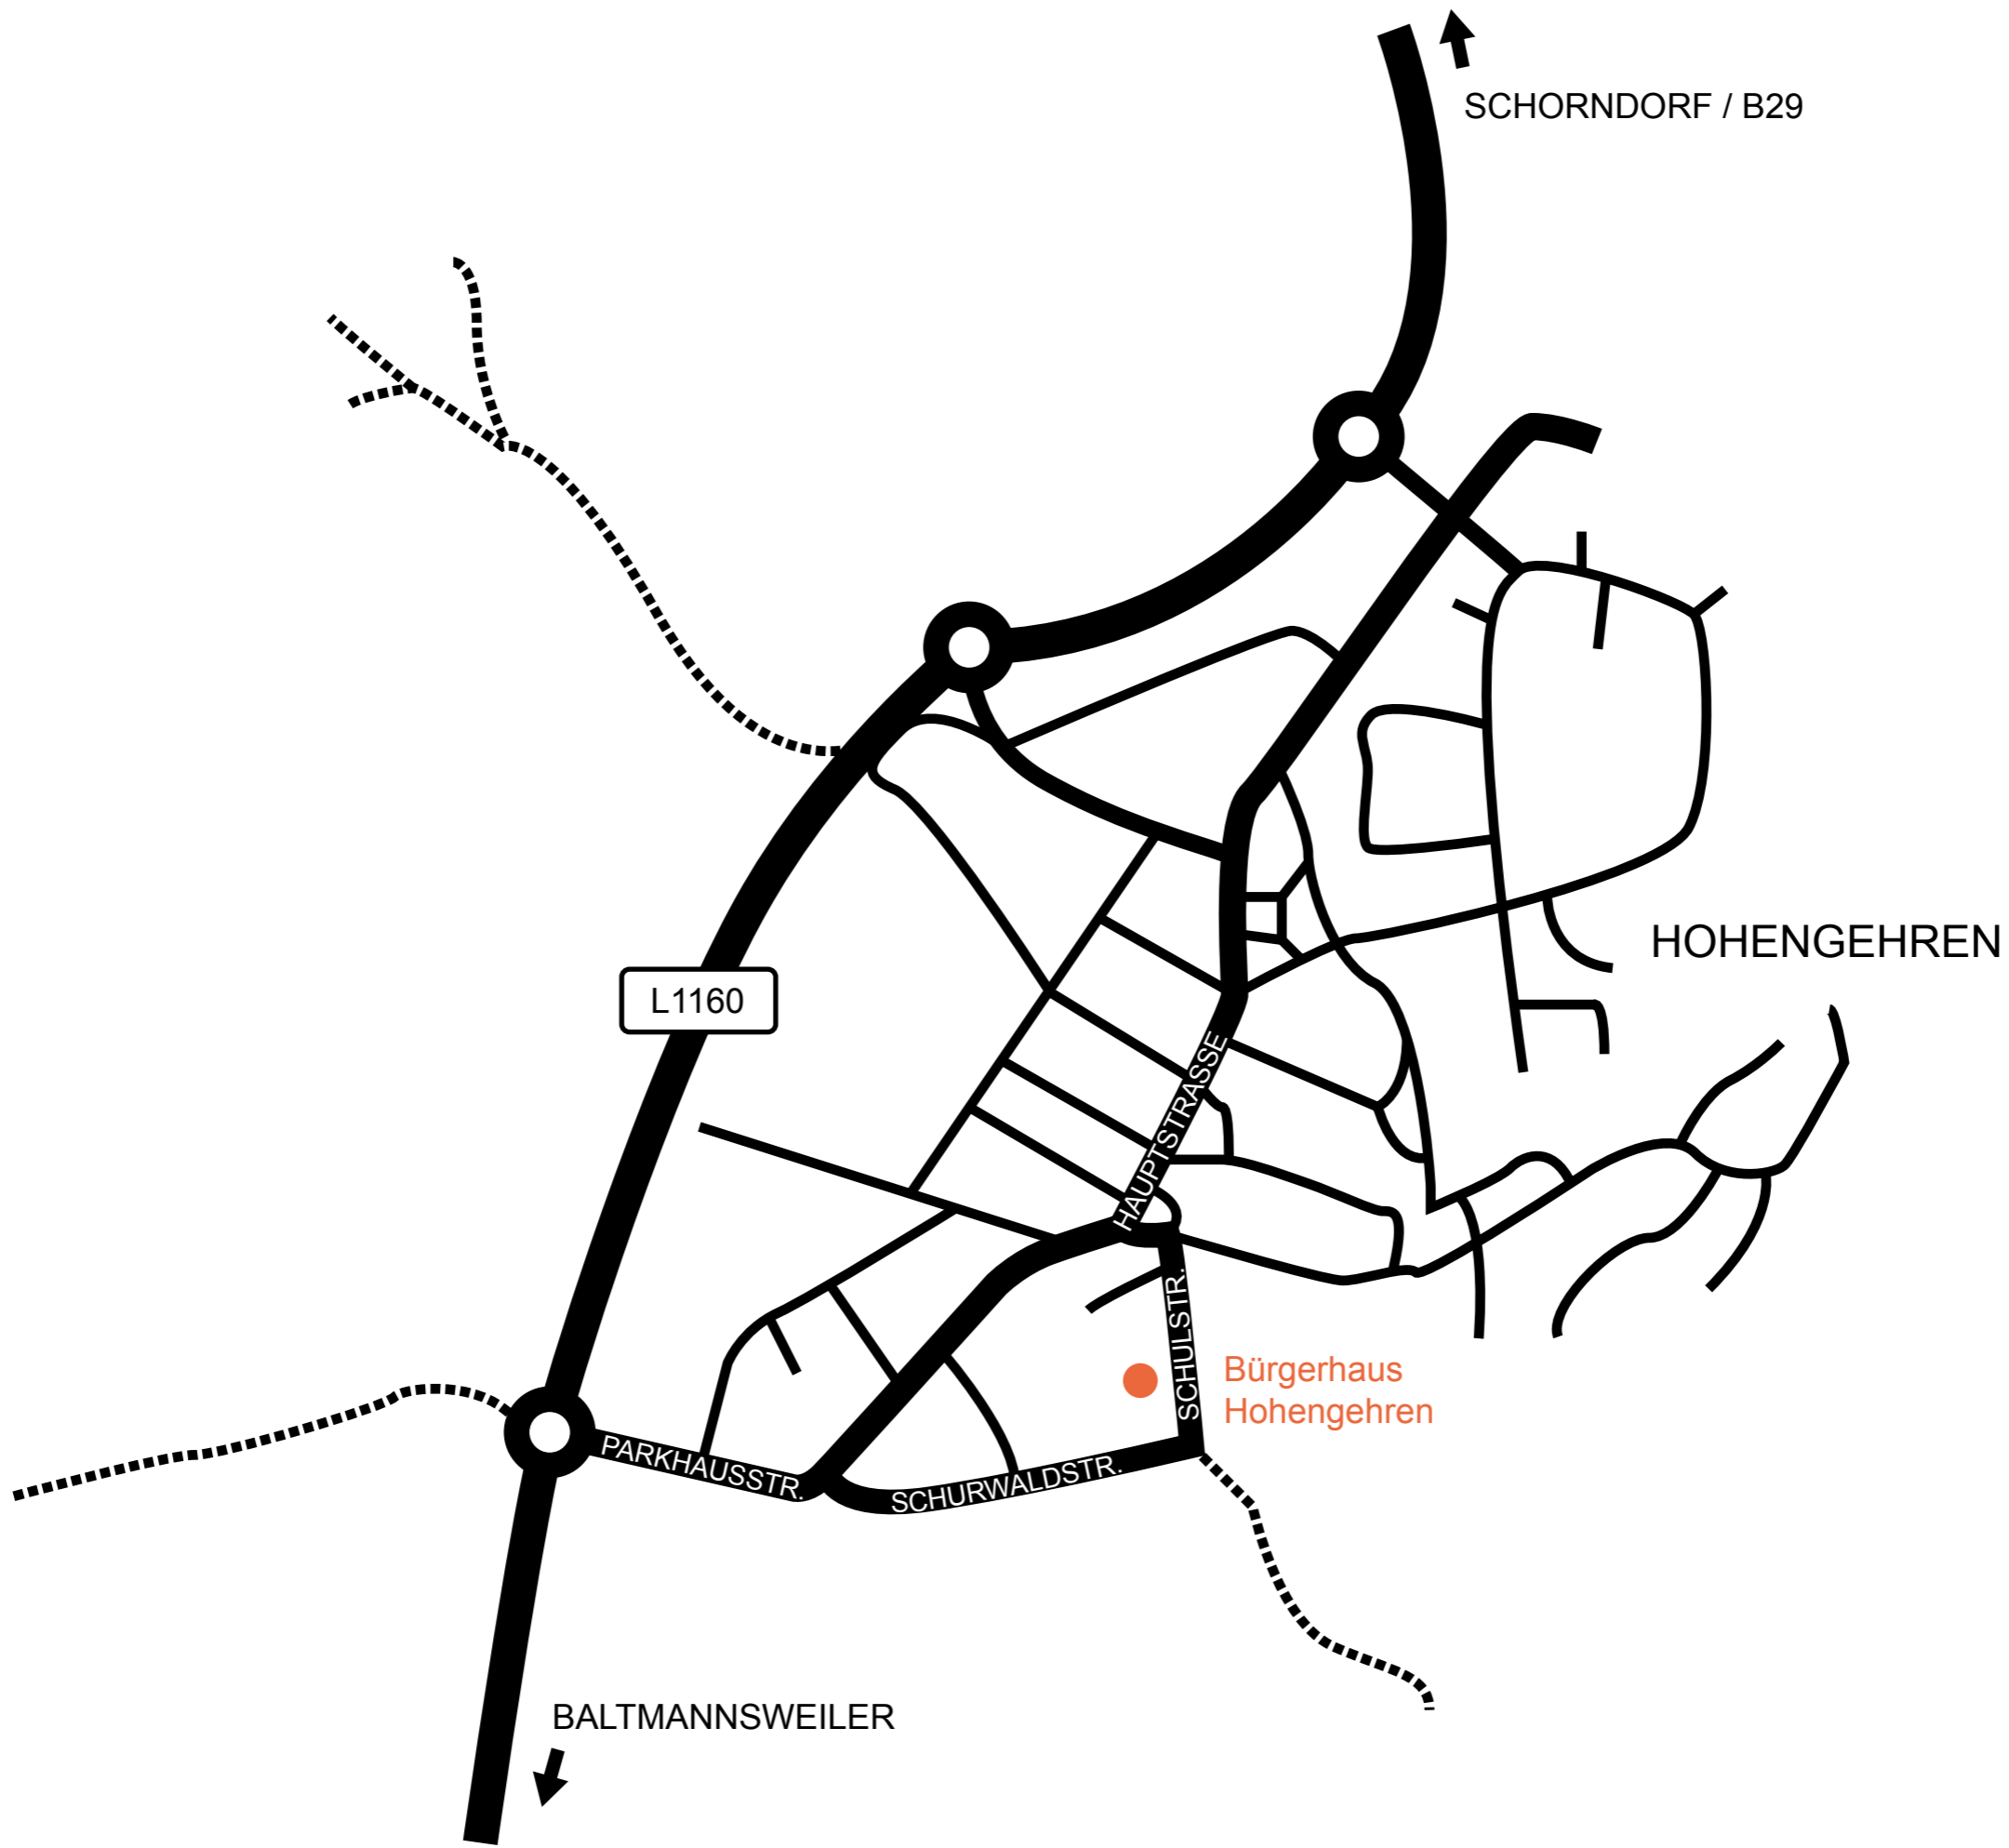 SCHORNDORF / B29
HOHENGEHREN
L1160
HAUPTSTRASSE
SCHULSTR.
Bürgerhaus
Hohengehren
PARKHAUSSTR.
SCHURWALDSTR.
BALTMANNSWEILER